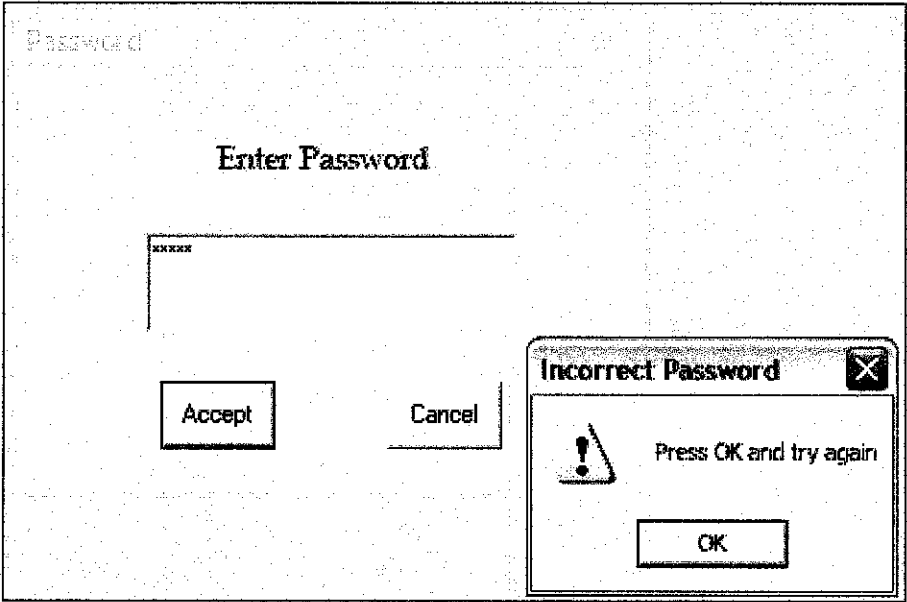 Password
Enter Password
xxxxx
Accept
Cancel
Incorrect Password
Press OK and try again
OK